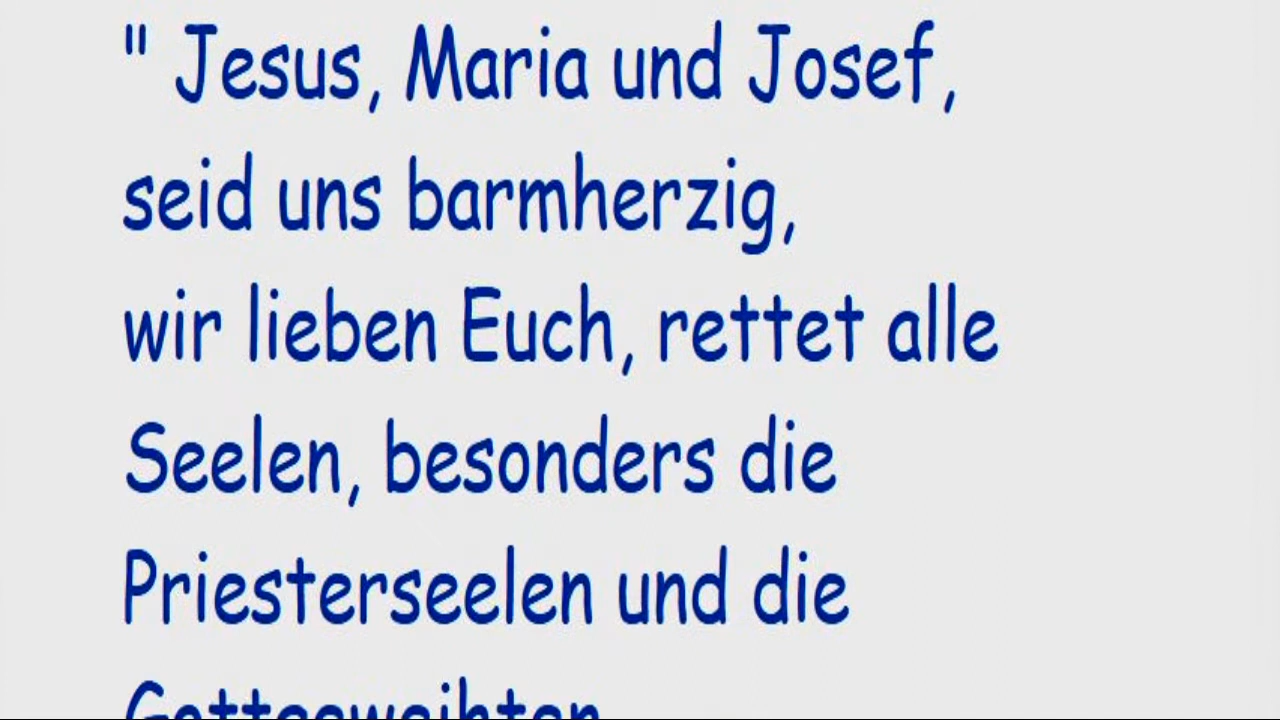 " Jesus, Maria und Josef,
seid uns barmherzig,
wir lieben Euch, rettet alle
Seelen, besonders die
Priesterseelen und die